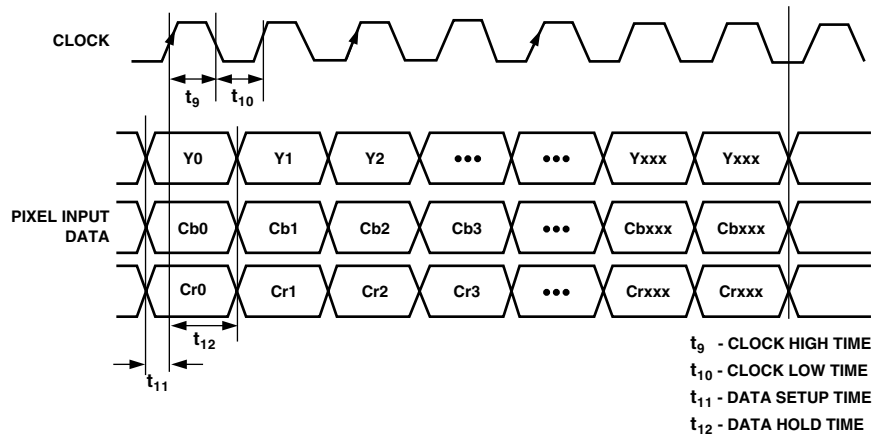 CLOCK
t9
t10
Y0 Y1 Y2 ••• ••• Yxxx Yxxx
PIXEL INPUT
DATA
Cb0 Cb1 Cb2 Cb3 ••• Cbxxx Cbxxx
Cr0 Cr1 Cr2 Cr3 ••• Crxxx Crxxx
t12
t11
t9 - CLOCK HIGH TIME
t10 - CLOCK LOW TIME
t11 - DATA SETUP TIME
t12 - DATA HOLD TIME